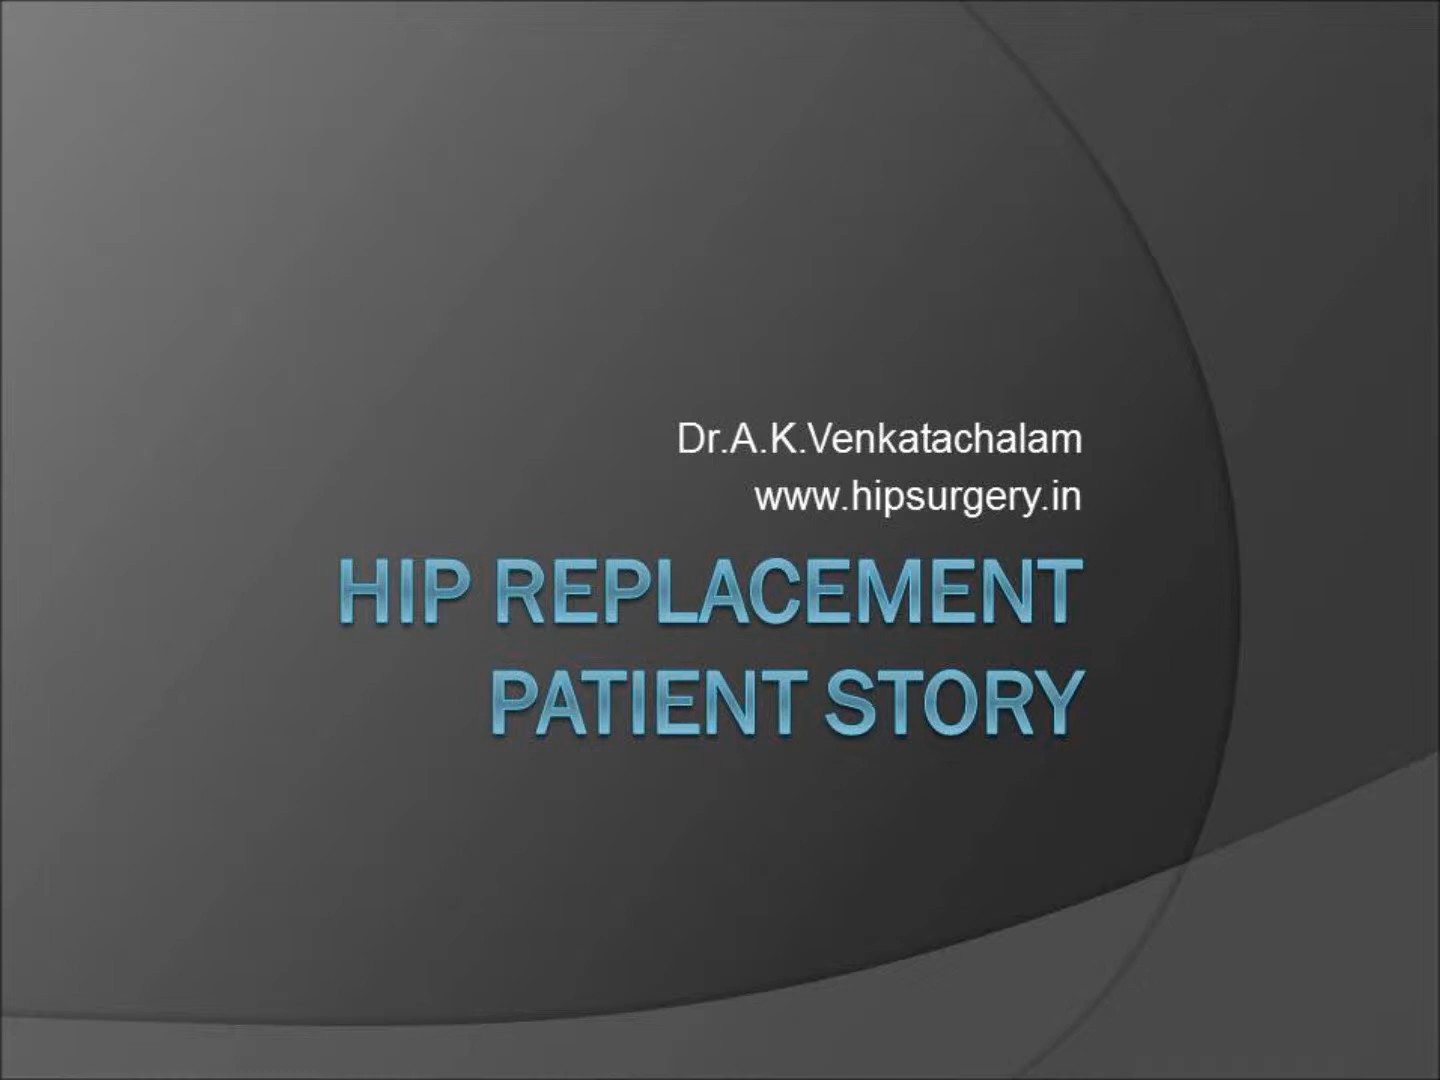 Dr.A.K.Venkatachalam
www.hipsurgery.in
HIP REPLACEMENT
PATIENT STORY